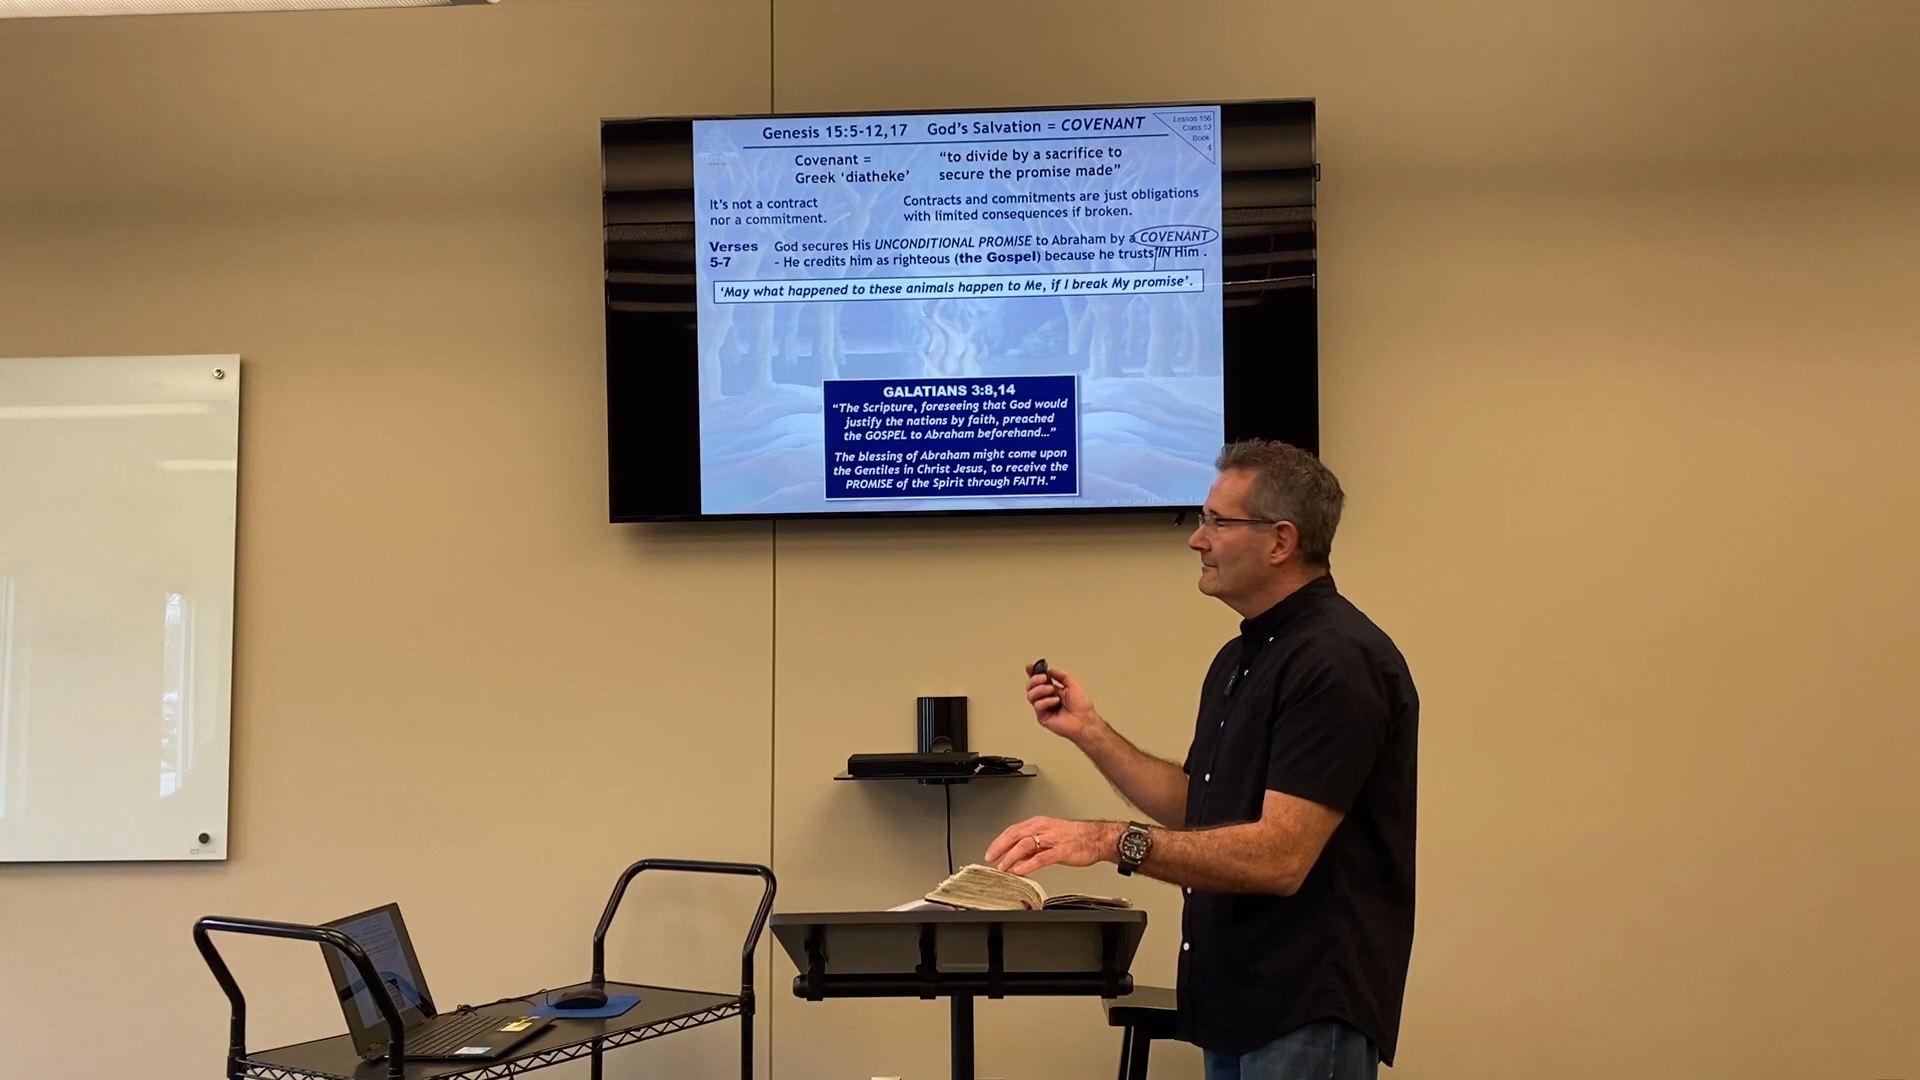 Genesis 15:5-12,17 God's Salvation = COVENANT
Lesson 156
Class 52
Book
4
Covenant =
Greek 'diatheke'
"to divide by a sacrifice to
secure the promise made"
It's not a contract
nor a commitment.
Contracts and commitments are just obligations
with limited consequences if broken.
Verses
5-7
God secures His UNCONDITIONAL PROMISE to Abraham by a COVENANT
- He credits him as righteous (the Gospel) because he trusts IN Him .
'May what happened to these animals happen to Me, if I break My promise'.
GALATIANS 3:8,14
"The Scripture, foreseeing that God would
justify the nations by faith, preached
the GOSPEL to Abraham beforehand..."
The blessing of Abraham might come upon
the Gentiles in Christ Jesus, to receive the
PROMISE of the Spirit through FAITH."